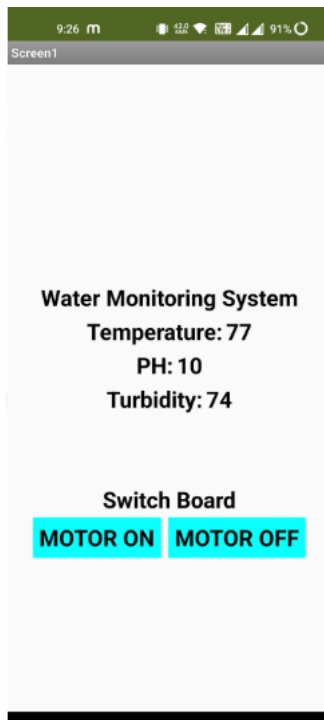 9:26 m 91%
Screen1
Water Monitoring System
Temperature: 77
PH: 10
Turbidity: 74
Switch Board
MOTOR ON MOTOR OFF